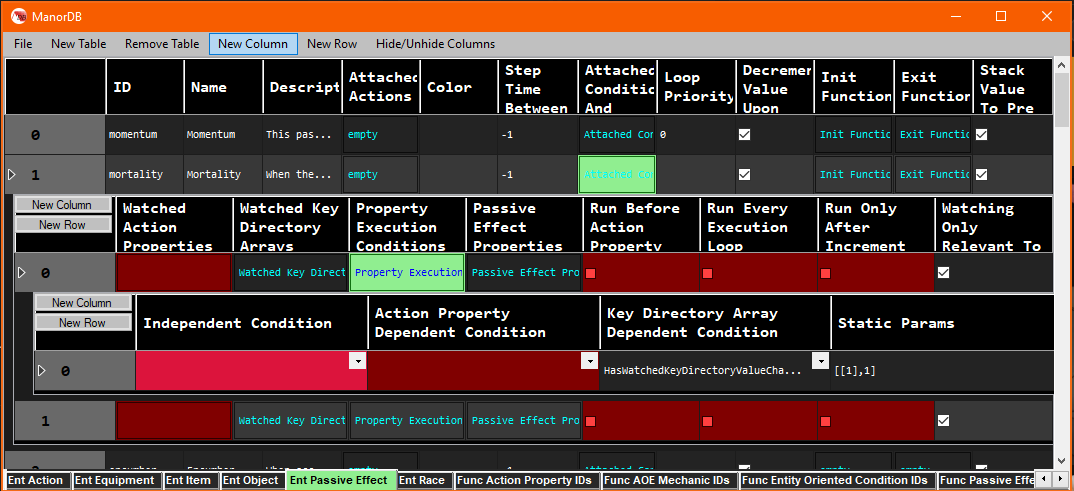 ManorDB
File New Table Remove Table New Column New Row Hide/Unhide Columns
ID Name Descript Attached Actions Color Step Time Between Attached Condition And Loop Priority Decremen Value Upon Init Function Exit Function Stack Value To Pre
0 momentum Momentum This pas... empty -1 Attached Con 0 Init Functio Exit Functio
1 mortality Mortality When the... empty -1 Attached Con Init Functio Exit Functio
New Column
New Row
Watched Action Properties Watched Key Directory Arrays Property Execution Conditions Passive Effect Properties Run Before Action Property Run Every Execution Loop Run Only After Increment Watching Only Relevant To
0 Watched Key Direct Property Execution Passive Effect Pro
New Column
New Row
Independent Condition Action Property Dependent Condition Key Directory Array Dependent Condition Static Params
0 HasWatchedKeyDirectoryValueCha... [[1],1]
1 Watched Key Direct Property Execution Passive Effect Pro
Ent Action Ent Equipment Ent Item Ent Object Ent Passive Effect Ent Race Func Action Property IDs Func AOE Mechanic IDs Func Entity Oriented Condition IDs Func Passive Effe